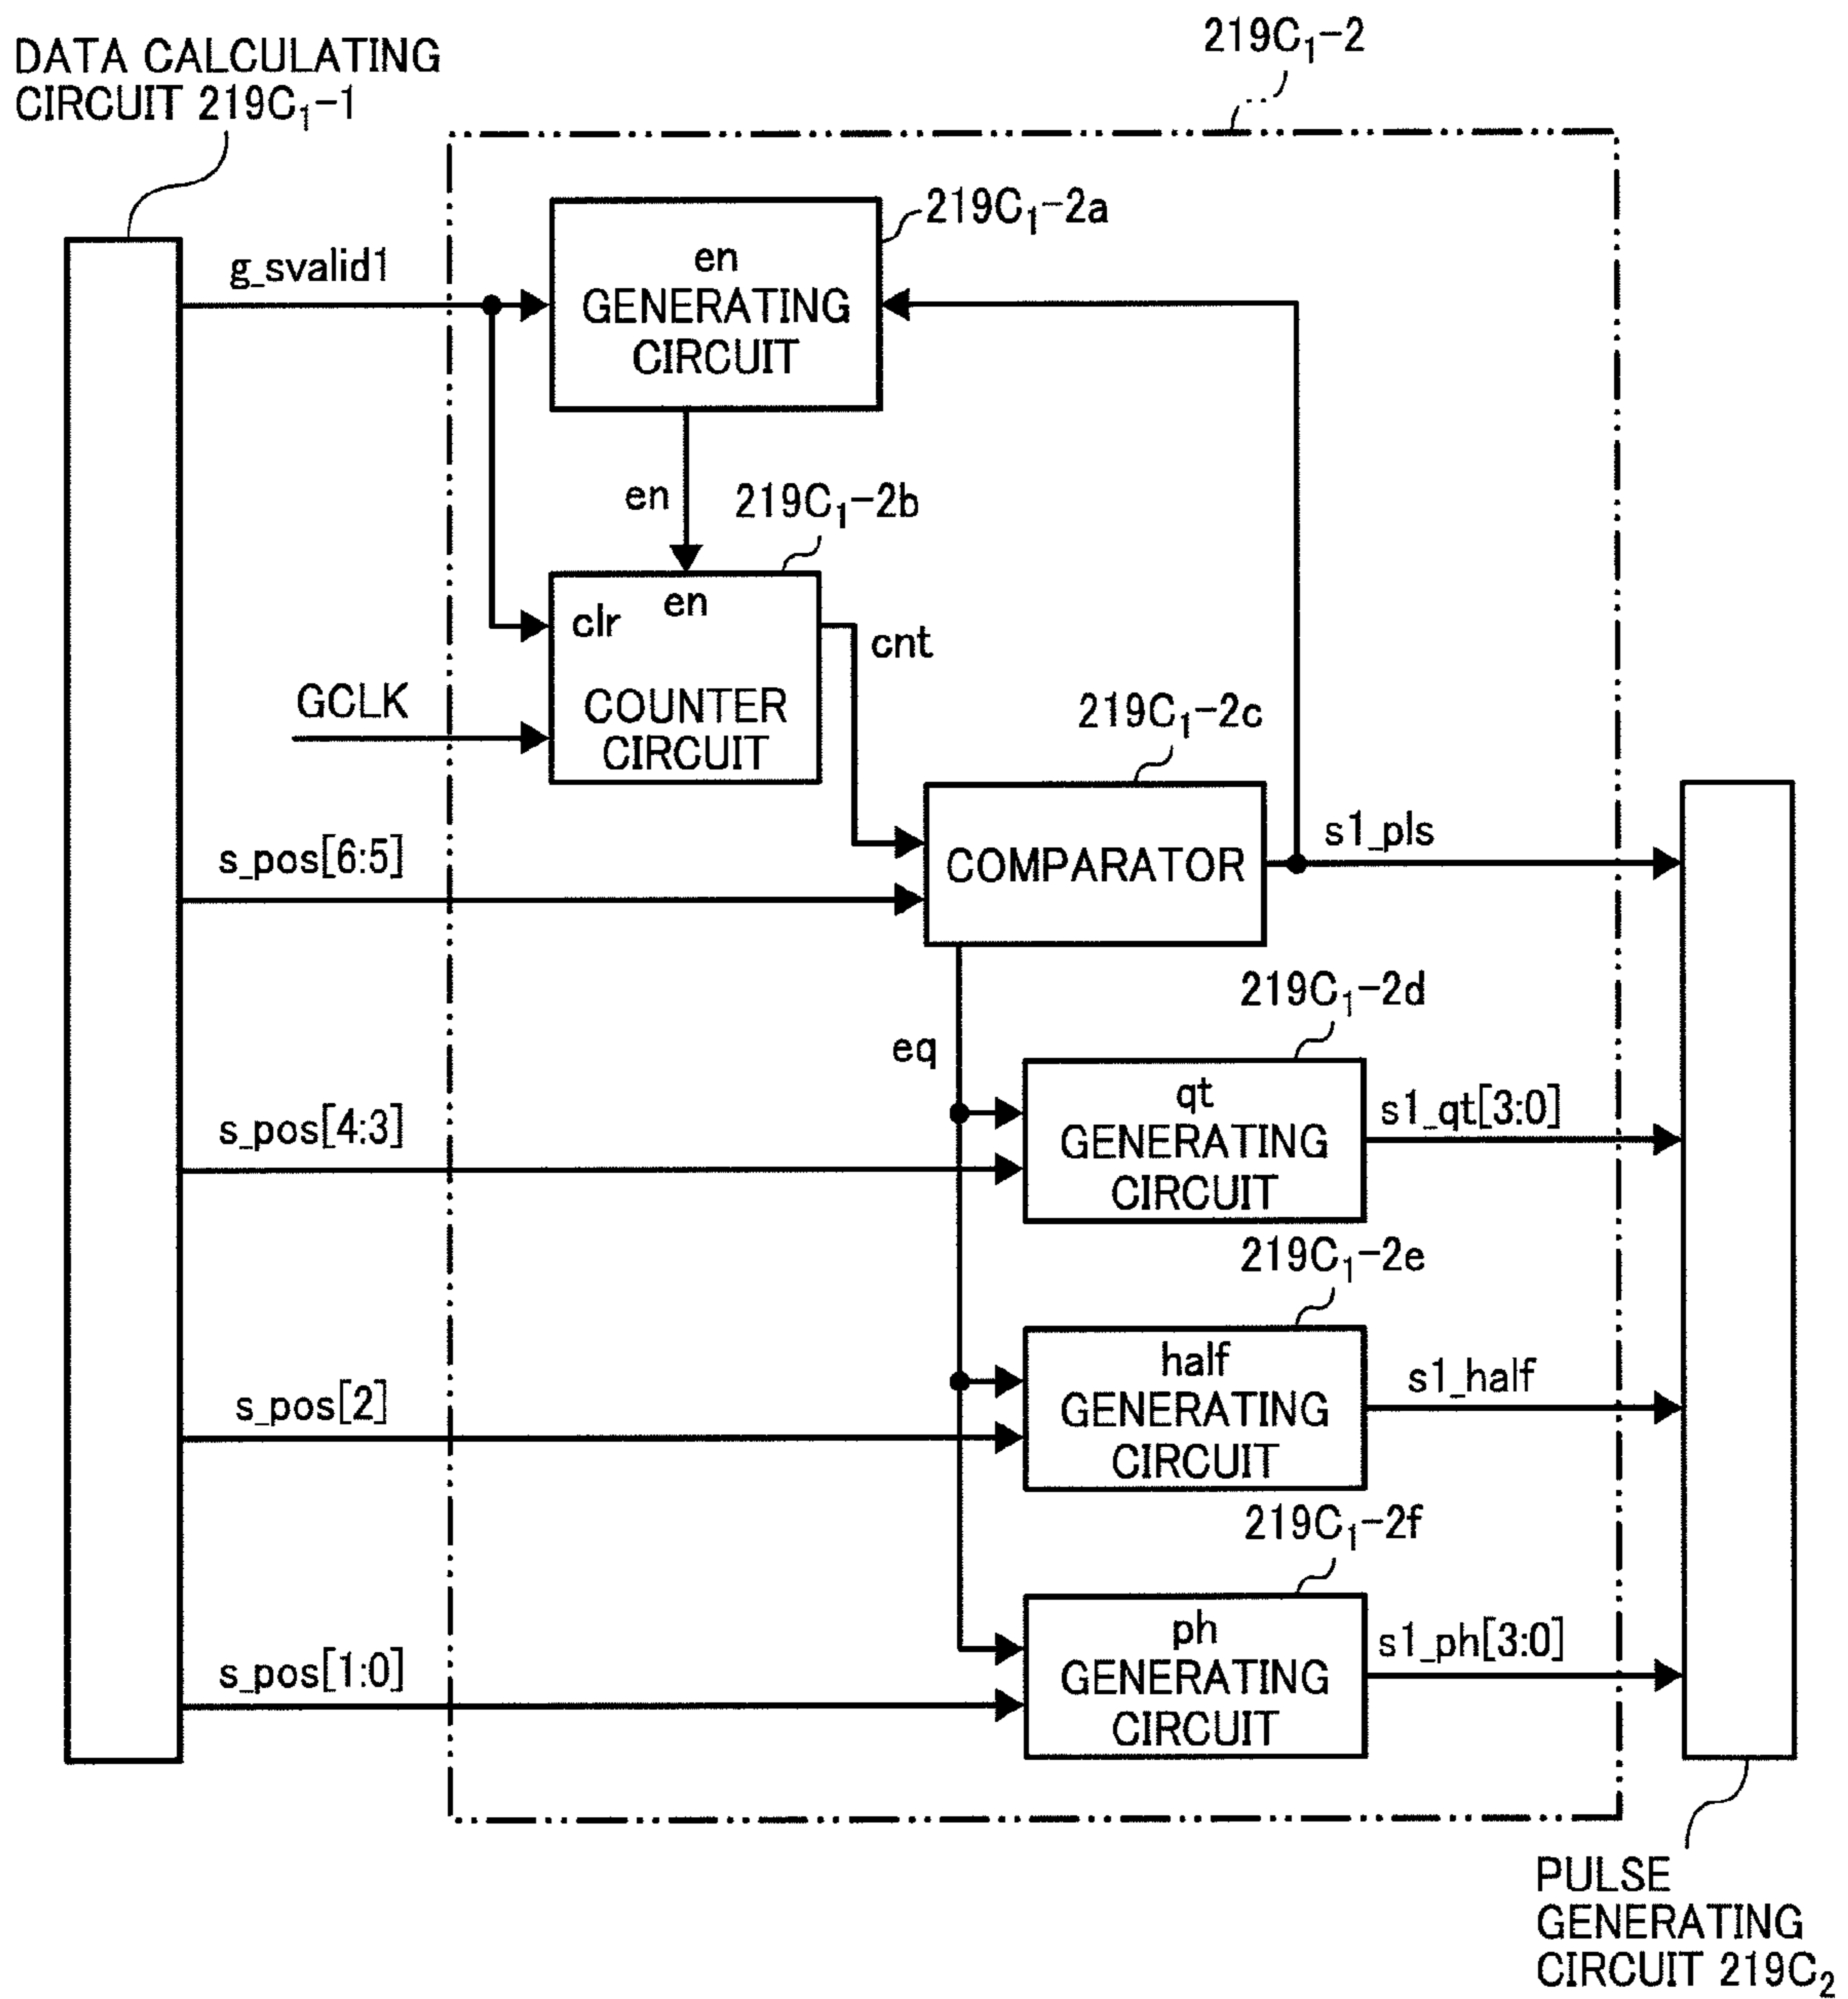 219C1-2
DATA CALCULATING
CIRCUIT 219C1-1
219C1-2a
g_svalid1
en
GENERATING
CIRCUIT
en
219C1-2b
clr
en
cnt
GCLK
COUNTER
CIRCUIT
219C1-2c
s_pos[6:5]
COMPARATOR
s1_pls
219C1-2d
eq
s_pos[4:3]
qt
GENERATING
CIRCUIT
s1_qt[3:0]
219C1-2e
s_pos[2]
half
GENERATING
CIRCUIT
s1_half
219C1-2f
s_pos[1:0]
ph
GENERATING
CIRCUIT
s1_ph[3:0]
PULSE
GENERATING
CIRCUIT 219C2